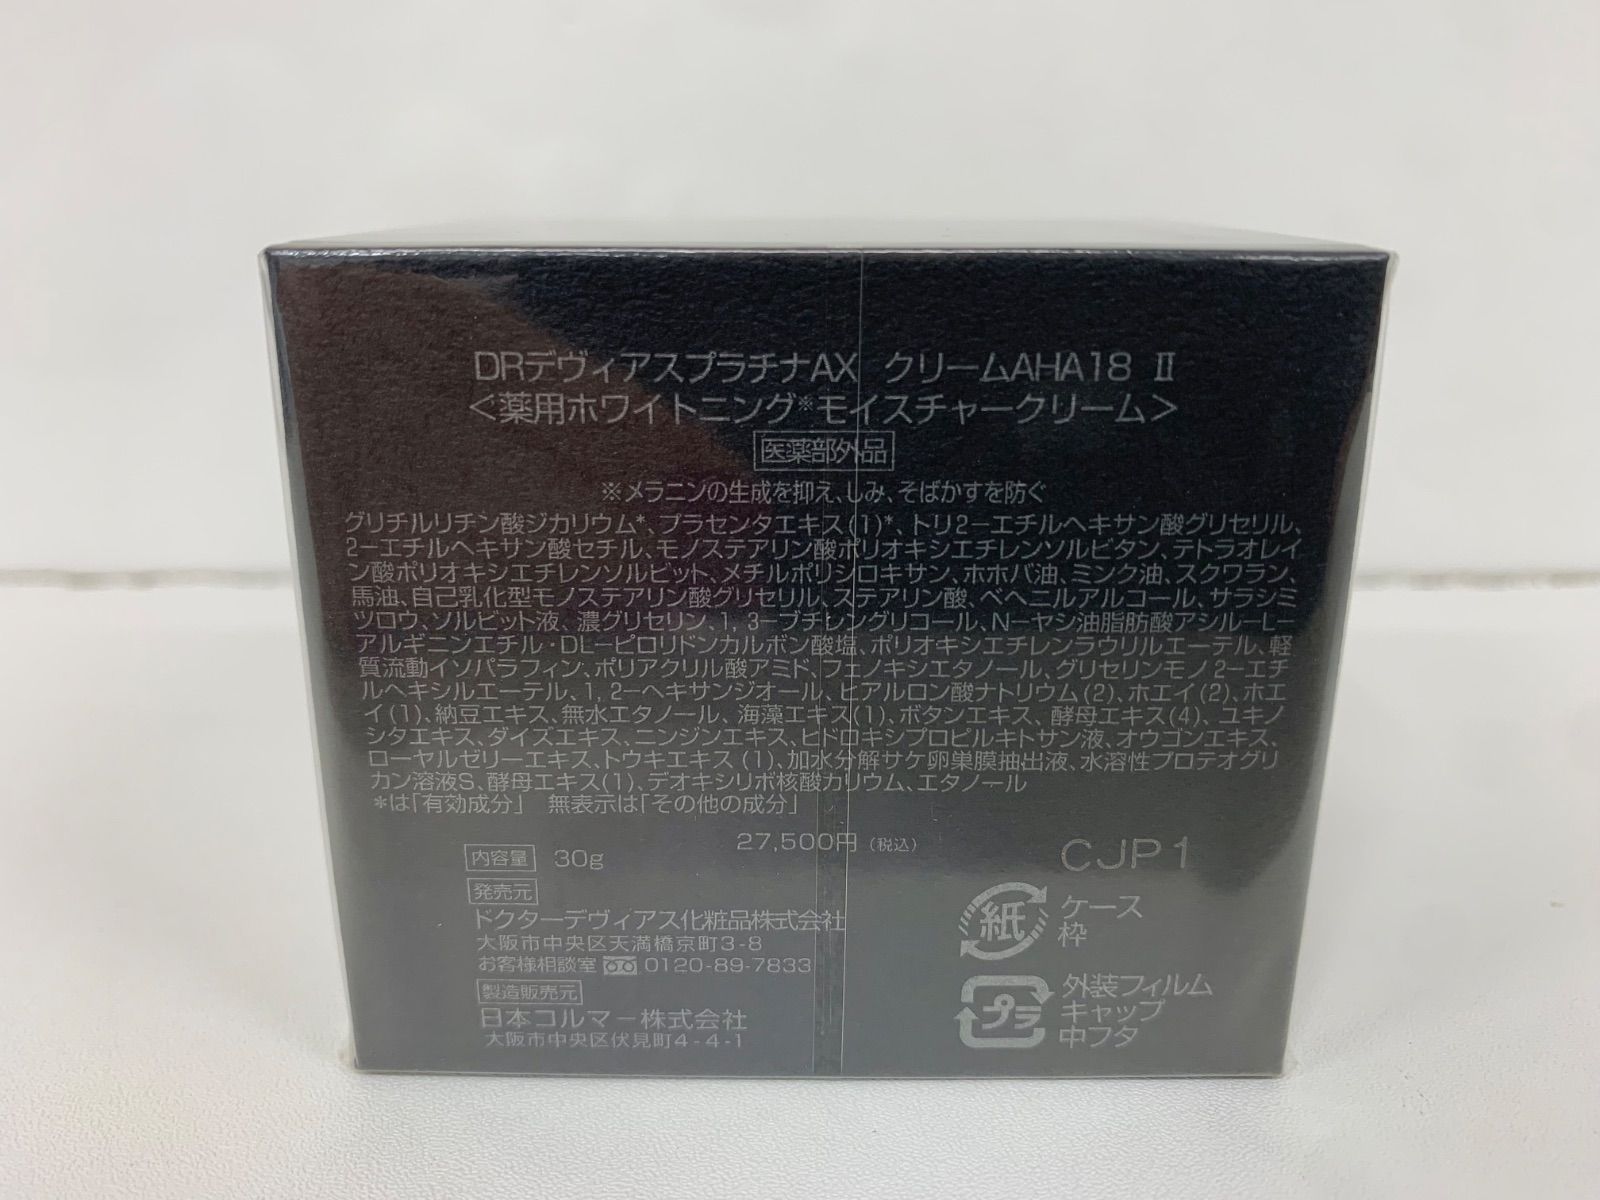 DRデヴィアスプラチナAX クリームAHA18 Ⅱ
＜薬用ホワイトニング※モイスチャークリーム＞
医薬部外品
※メラニンの生成を抑え、しみ、そばかすを防ぐ
グリチルリチン酸ジカリウム*、プラセンタエキス(1)*、トリ2-エチルヘキサン酸グリセリル、
2-エチルヘキサン酸セチル、モノステアリン酸ポリオキシエチレンソルビタン、テトラオレイ
ン酸ポリオキシエチレンソルビット、メチルポリシロキサン、ホホバ油、ミンク油、スクワラン、
馬油、自己乳化型モノステアリン酸グリセリル、ステアリン酸、ベヘニルアルコール、サラシミ
ツロウ、ソルビット液、濃グリセリン、1,3-ブチレングリコール、N-ヤシ油脂肪酸アシル-L-
アルギニンエチル・DL-ピロリドンカルボン酸塩、ポリオキシエチレンラウリルエーテル、軽
質流動イソパラフィン、ポリアクリル酸アミド、フェノキシエタノール、グリセリンモノ2-エチ
ルヘキシルエーテル、1,2-ヘキサンジオール、ヒアルロン酸ナトリウム(2)、ホエイ(2)、ホエ
イ(1)、納豆エキス、無水エタノール、海藻エキス(1)、ボタンエキス、酵母エキス(4)、ユキノ
シタエキス、ダイズエキス、ニンジンエキス、ヒドロキシプロピルキトサン液、オウゴンエキス、
ローヤルゼリーエキス、トウキエキス(1)、加水分解サケ卵巣膜抽出液、水溶性プロテオグリ
カン溶液S、酵母エキス(1)、デオキシリボ核酸カリウム、エタノール
*は「有効成分」 無表示は「その他の成分」
27,500円(税込)
内容量 30g
CJP1
発売元
ドクターデヴィアス化粧品株式会社
大阪市中央区天満橋京町3-8
お客様相談室 0120-89-7833
製造販売元
日本コルマー株式会社
大阪市中央区伏見町4-4-1
紙 ケース
枠
プラ 外装フィルム
キャップ
中フタ